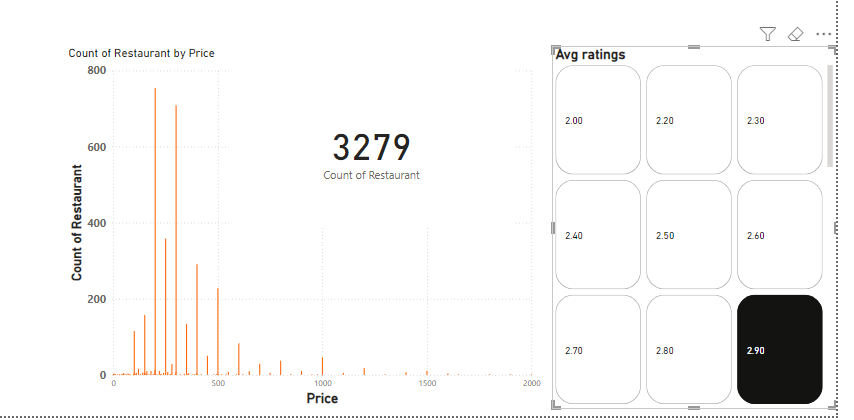 Count of Restaurant by Price
800
600
400
200
0
Count of Restaurant
0 500 1000 1500 2000
Price
3279
Count of Restaurant
Avg ratings
2.00 2.20 2.30
2.40 2.50 2.60
2.70 2.80 2.90